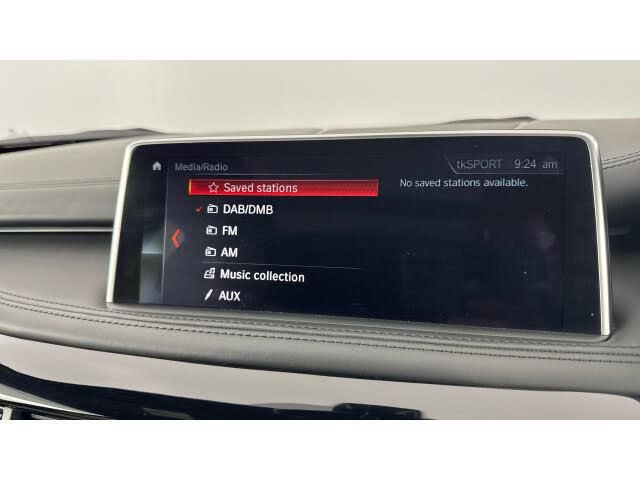 Media/Radio
tkSPORT 9:24 am
Saved stations
No saved stations available.
DAB/DMB
FM
AM
Music collection
AUX